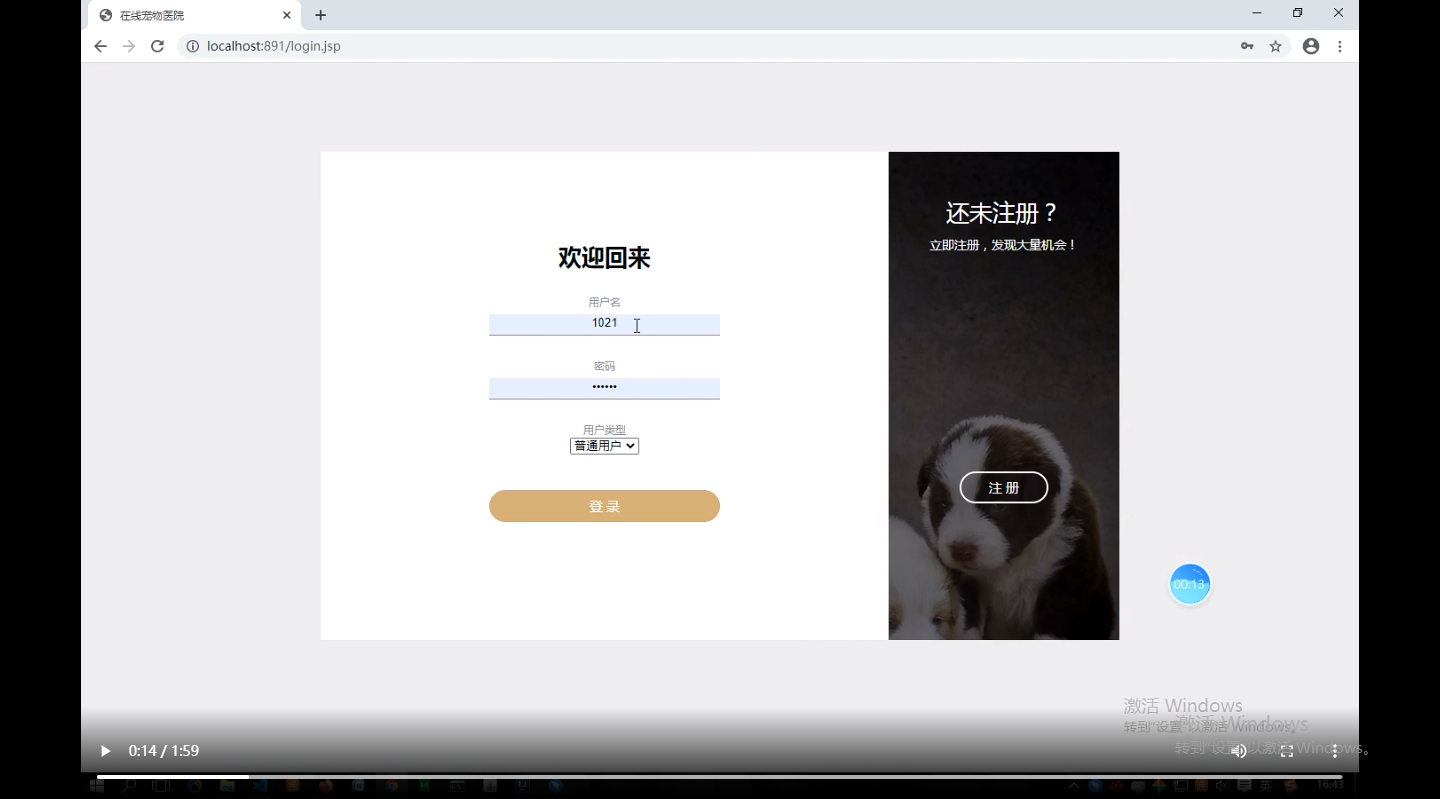 在线宠物医院
localhost:891/login.jsp
欢迎回来
用户名
1021
密码
••••••
用户类型
普通用户
登录
还未注册？
立即注册，发现大量机会！
注册
00:13
激活 Windows
转到"设置"以激活 Windows。
激活 Windows
转到"设置"以激活 Windows。
0:14 / 1:59
英
16:43